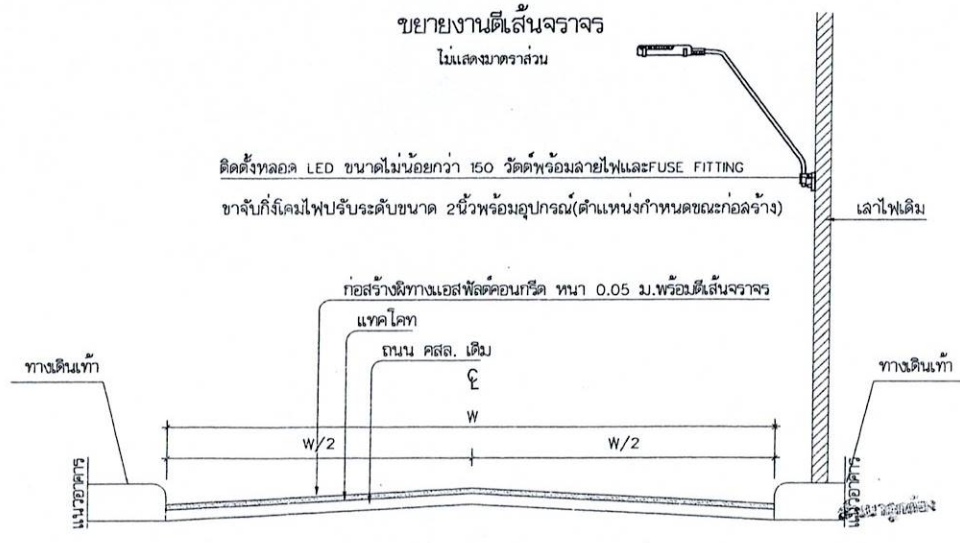 ขยายงานตีเส้นจราจร
ไม่แสดงมาตราส่วน
ติดตั้งหลอด LED ขนาดไม่น้อยกว่า 150 วัตต์พร้อมสายไฟและFUSE FITTING
ขาจับกิ่งโคมไฟปรับระดับขนาด 2นิ้วพร้อมอุปกรณ์(ตำแหน่งกำหนดขณะก่อสร้าง)
เสาไฟเดิม
ก่อสร้างผิทางแอสฟัลต์คอนกรีต หนา 0.05 ม.พร้อมตีเส้นจราจร
แทคโคท
ถนน คสล. เดิม
ทางเดินเท้า
ทางเดินเท้า
W
W/2
W/2
แนวอาคาร
แนวอาคาร